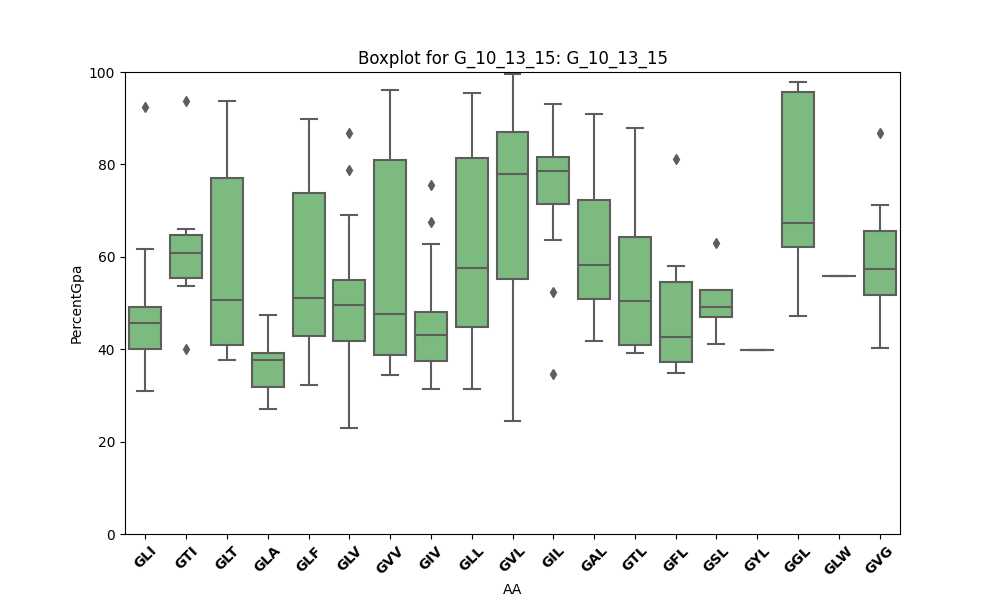 Boxplot for G_10_13_15: G_10_13_15
PercentGpa
100
80
60
40
20
0
GLI GTI GLT GLA GLF GLV GVV GIV GLL GVL GIL GAL GTL GFL GSL GYL GGL GLW GVG
AA